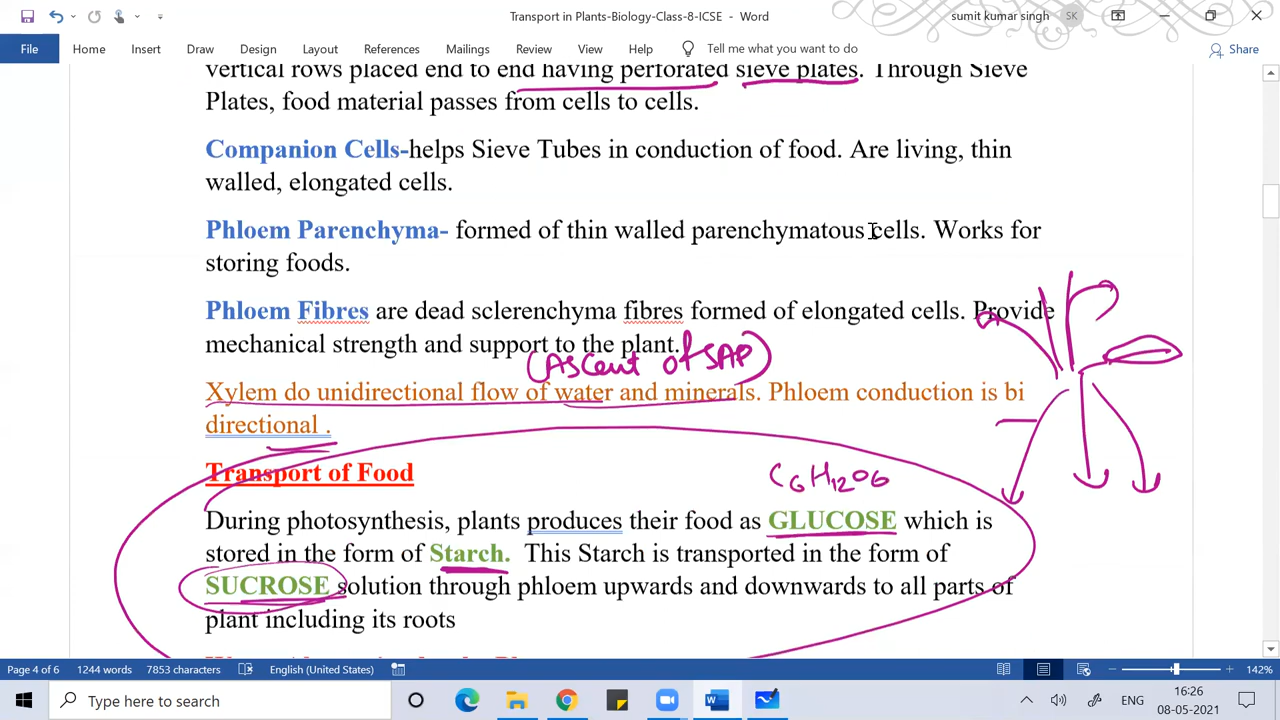 Transport in Plants-Biology-Class-8-ICSE - Word
sumit kumar singh SK
File Home Insert Draw Design Layout References Mailings Review View Help Tell me what you want to do Share
vertical rows placed end to end having perforated sieve plates. Through Sieve
Plates, food material passes from cells to cells.
Companion Cells-helps Sieve Tubes in conduction of food. Are living, thin
walled, elongated cells.
Phloem Parenchyma- formed of thin walled parenchymatous cells. Works for
storing foods.
Phloem Fibres are dead sclerenchyma fibres formed of elongated cells. Provide
mechanical strength and support to the plant.
(Ascent of SAP)
Xylem do unidirectional flow of water and minerals. Phloem conduction is bi
directional .
Transport of Food
C6H12O6
During photosynthesis, plants produces their food as GLUCOSE which is
stored in the form of Starch. This Starch is transported in the form of
SUCROSE solution through phloem upwards and downwards to all parts of
plant including its roots
Page 4 of 6 1244 words 7853 characters English (United States) 142%
Type here to search
ENG
16:26
08-05-2021